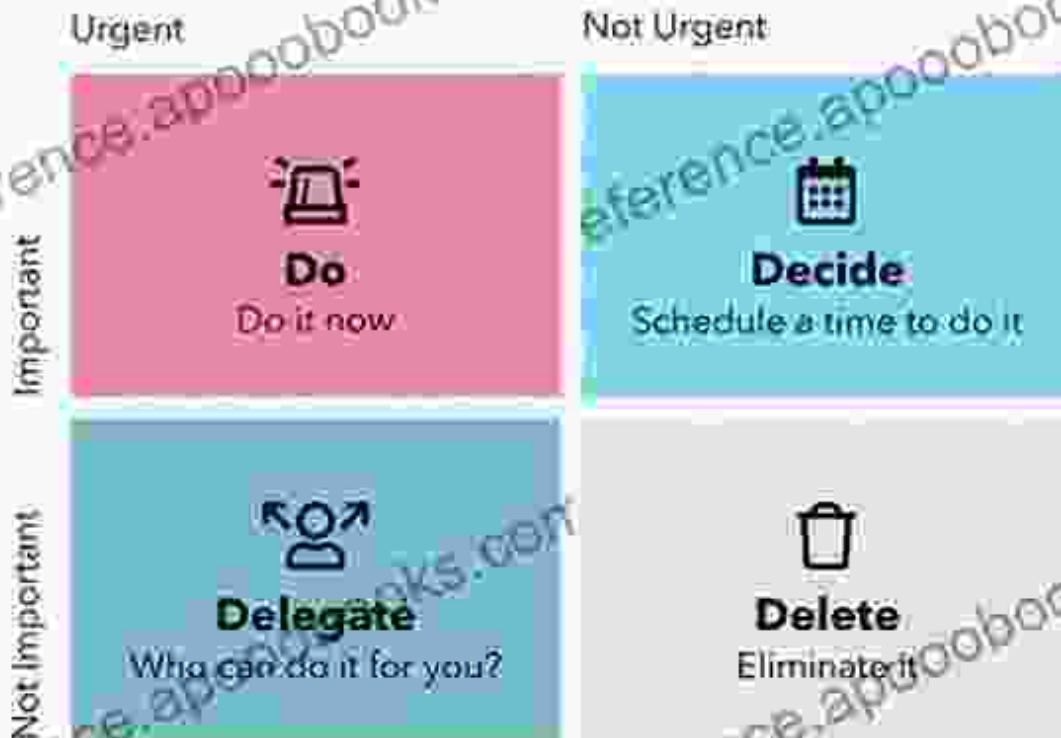 Urgent
Not Urgent
Important
Do
Do it now
Decide
Schedule a time to do it
Not Important
Delegate
Who can do it for you?
Delete
Eliminate it